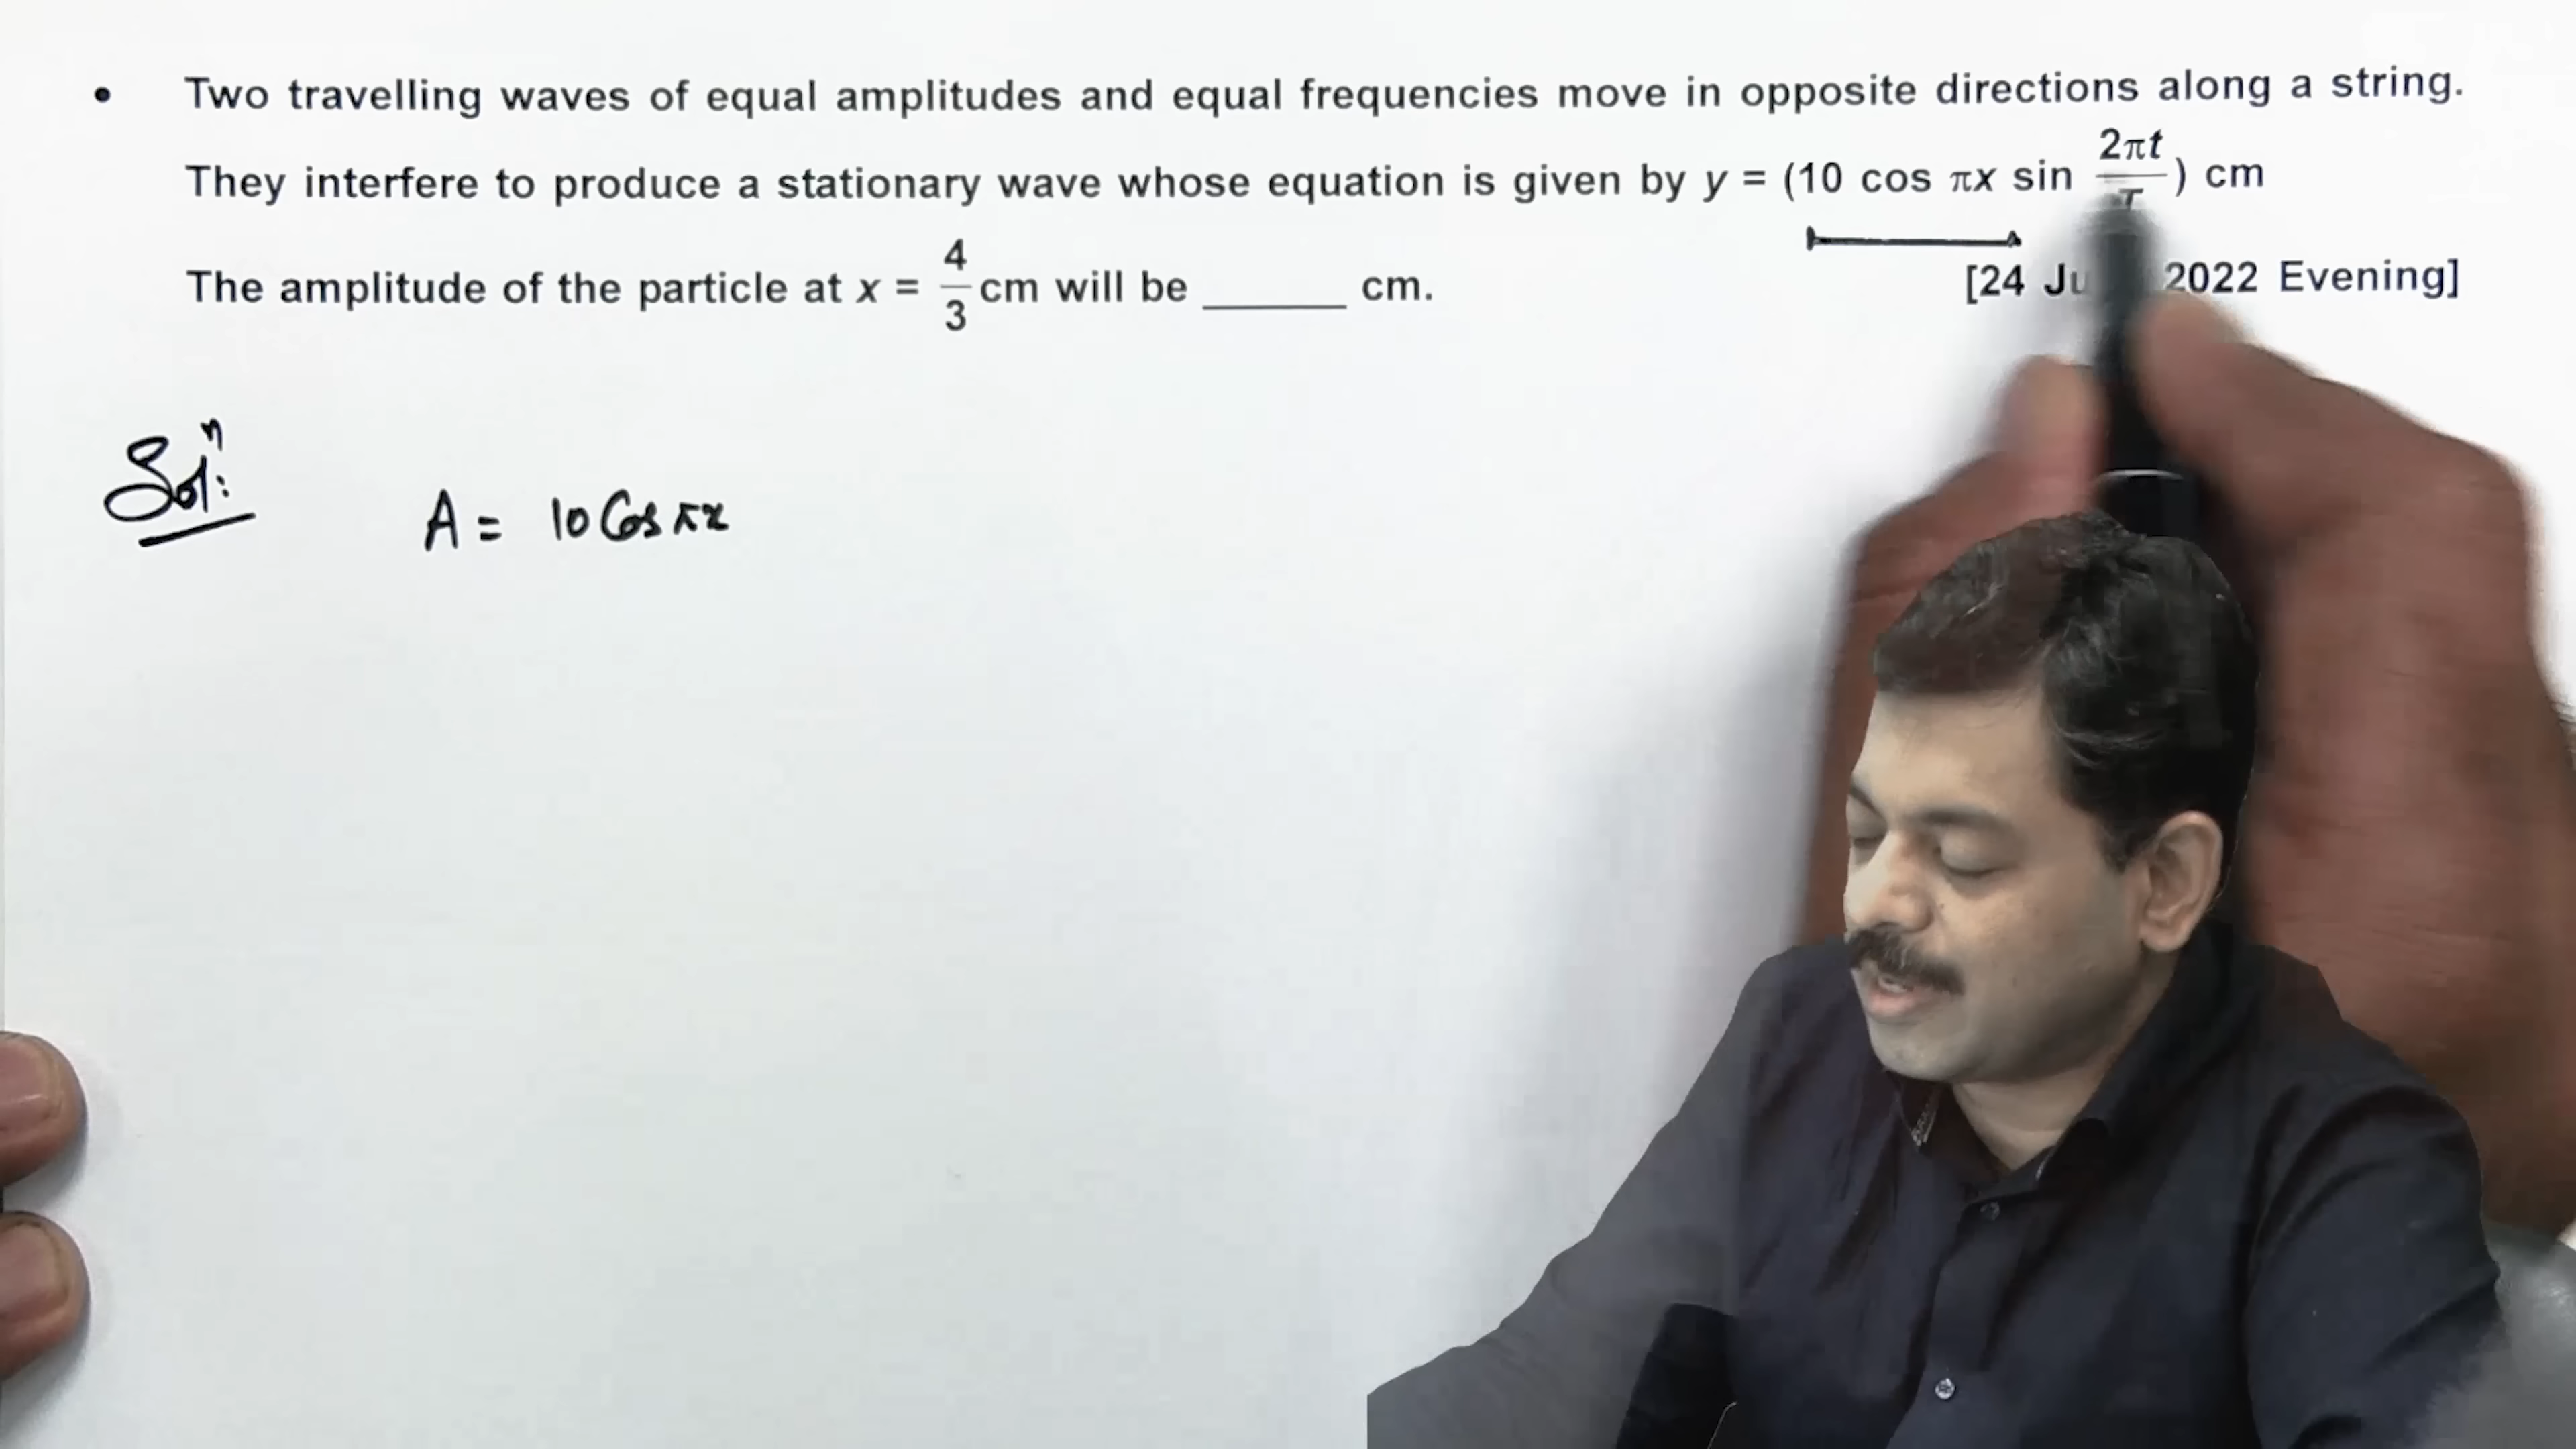 • Two travelling waves of equal amplitudes and equal frequencies move in opposite directions along a string.
They interfere to produce a stationary wave whose equation is given by y = (10 cos πx sin 2πt/T) cm
The amplitude of the particle at x = 4/3 cm will be ______ cm.
[24 2022 Evening]
Solⁿ:
A = 10 Cos πx